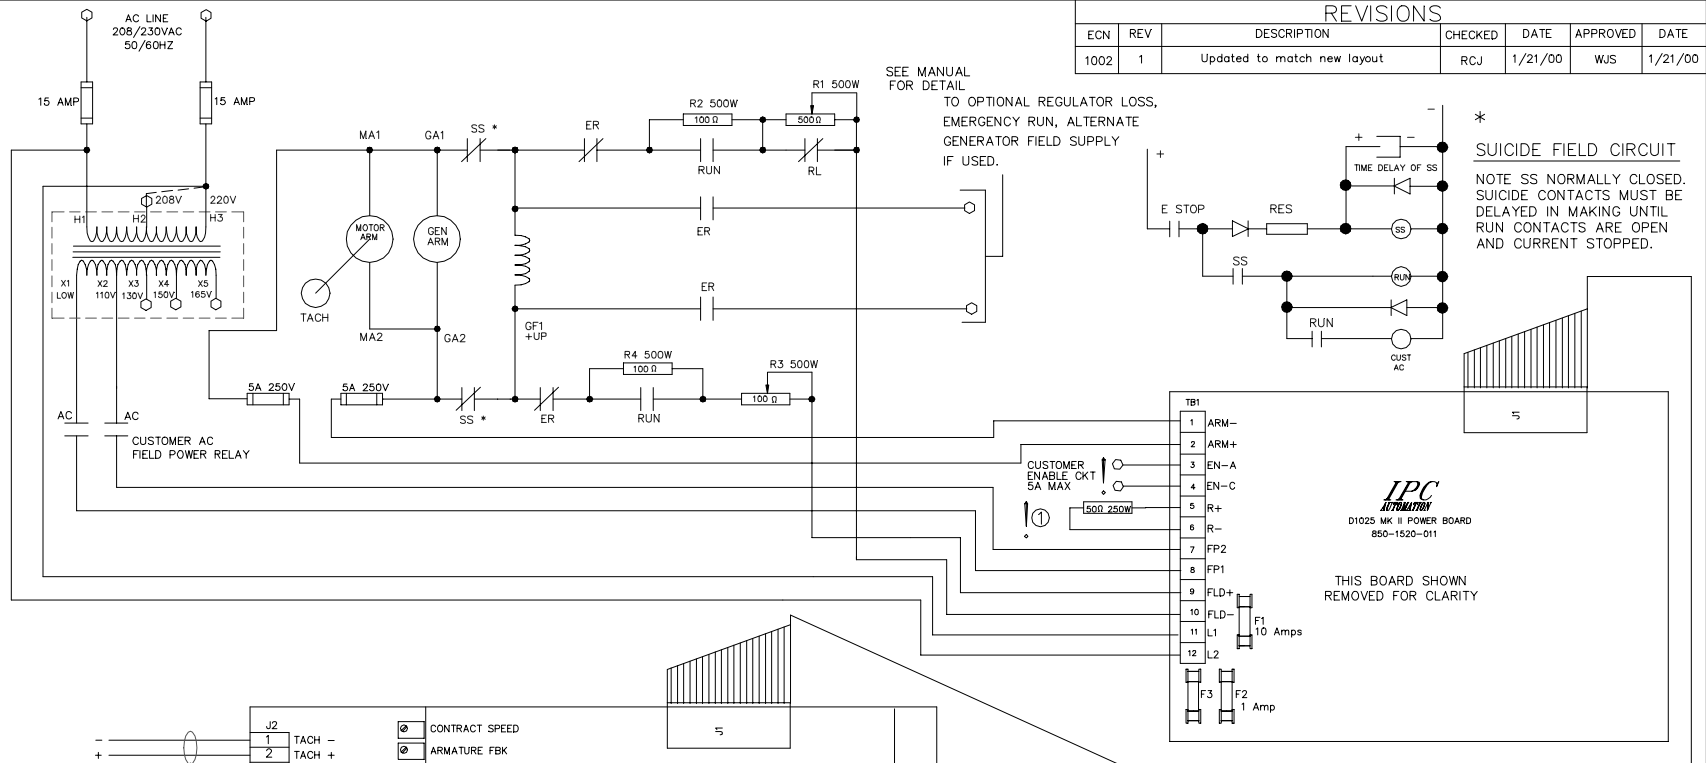 REVISIONS
ECN REV DESCRIPTION CHECKED DATE APPROVED DATE
1002 1 Updated to match new layout RCJ 1/21/00 WJS 1/21/00
AC LINE
208/230VAC
50/60HZ
15 AMP
15 AMP
208V 220V
H1 H2 H3
X1 X2 X3 X4 X5
LOW 110V 130V 150V 165V
AC AC
CUSTOMER AC
FIELD POWER RELAY
MA1 GA1 SS *
MOTOR
ARM
GEN
ARM
TACH
MA2 GA2
5A 250V
5A 250V
SS *
ER
R2 500W
100 Ω
RUN
R1 500W
500 Ω
RL
ER
ER
GF1
+UP
R4 500W
100 Ω
ER
RUN
R3 500W
100 Ω
SEE MANUAL
FOR DETAIL
TO OPTIONAL REGULATOR LOSS,
EMERGENCY RUN, ALTERNATE
GENERATOR FIELD SUPPLY
IF USED.
+
-
+ -
TIME DELAY OF SS
E STOP
RES
SS
SS
RUN
RUN
CUST
AC
*
SUICIDE FIELD CIRCUIT
NOTE SS NORMALLY CLOSED.
SUICIDE CONTACTS MUST BE
DELAYED IN MAKING UNTIL
RUN CONTACTS ARE OPEN
AND CURRENT STOPPED.
J1
TB1
1 ARM-
2 ARM+
3 EN-A
4 EN-C
5 R+
6 R-
7 FP2
8 FP1
9 FLD+
10 FLD-
11 L1
12 L2
CUSTOMER
ENABLE CKT
5A MAX
!
! 1
50Ω 250W
F1
10 Amps
F3 F2
1 Amp
IPC
AUTOMATION
D1025 MK II POWER BOARD
850-1520-011
THIS BOARD SHOWN
REMOVED FOR CLARITY
J1
J2
- 1 TACH -
+ 2 TACH +
CONTRACT SPEED
ARMATURE FBK